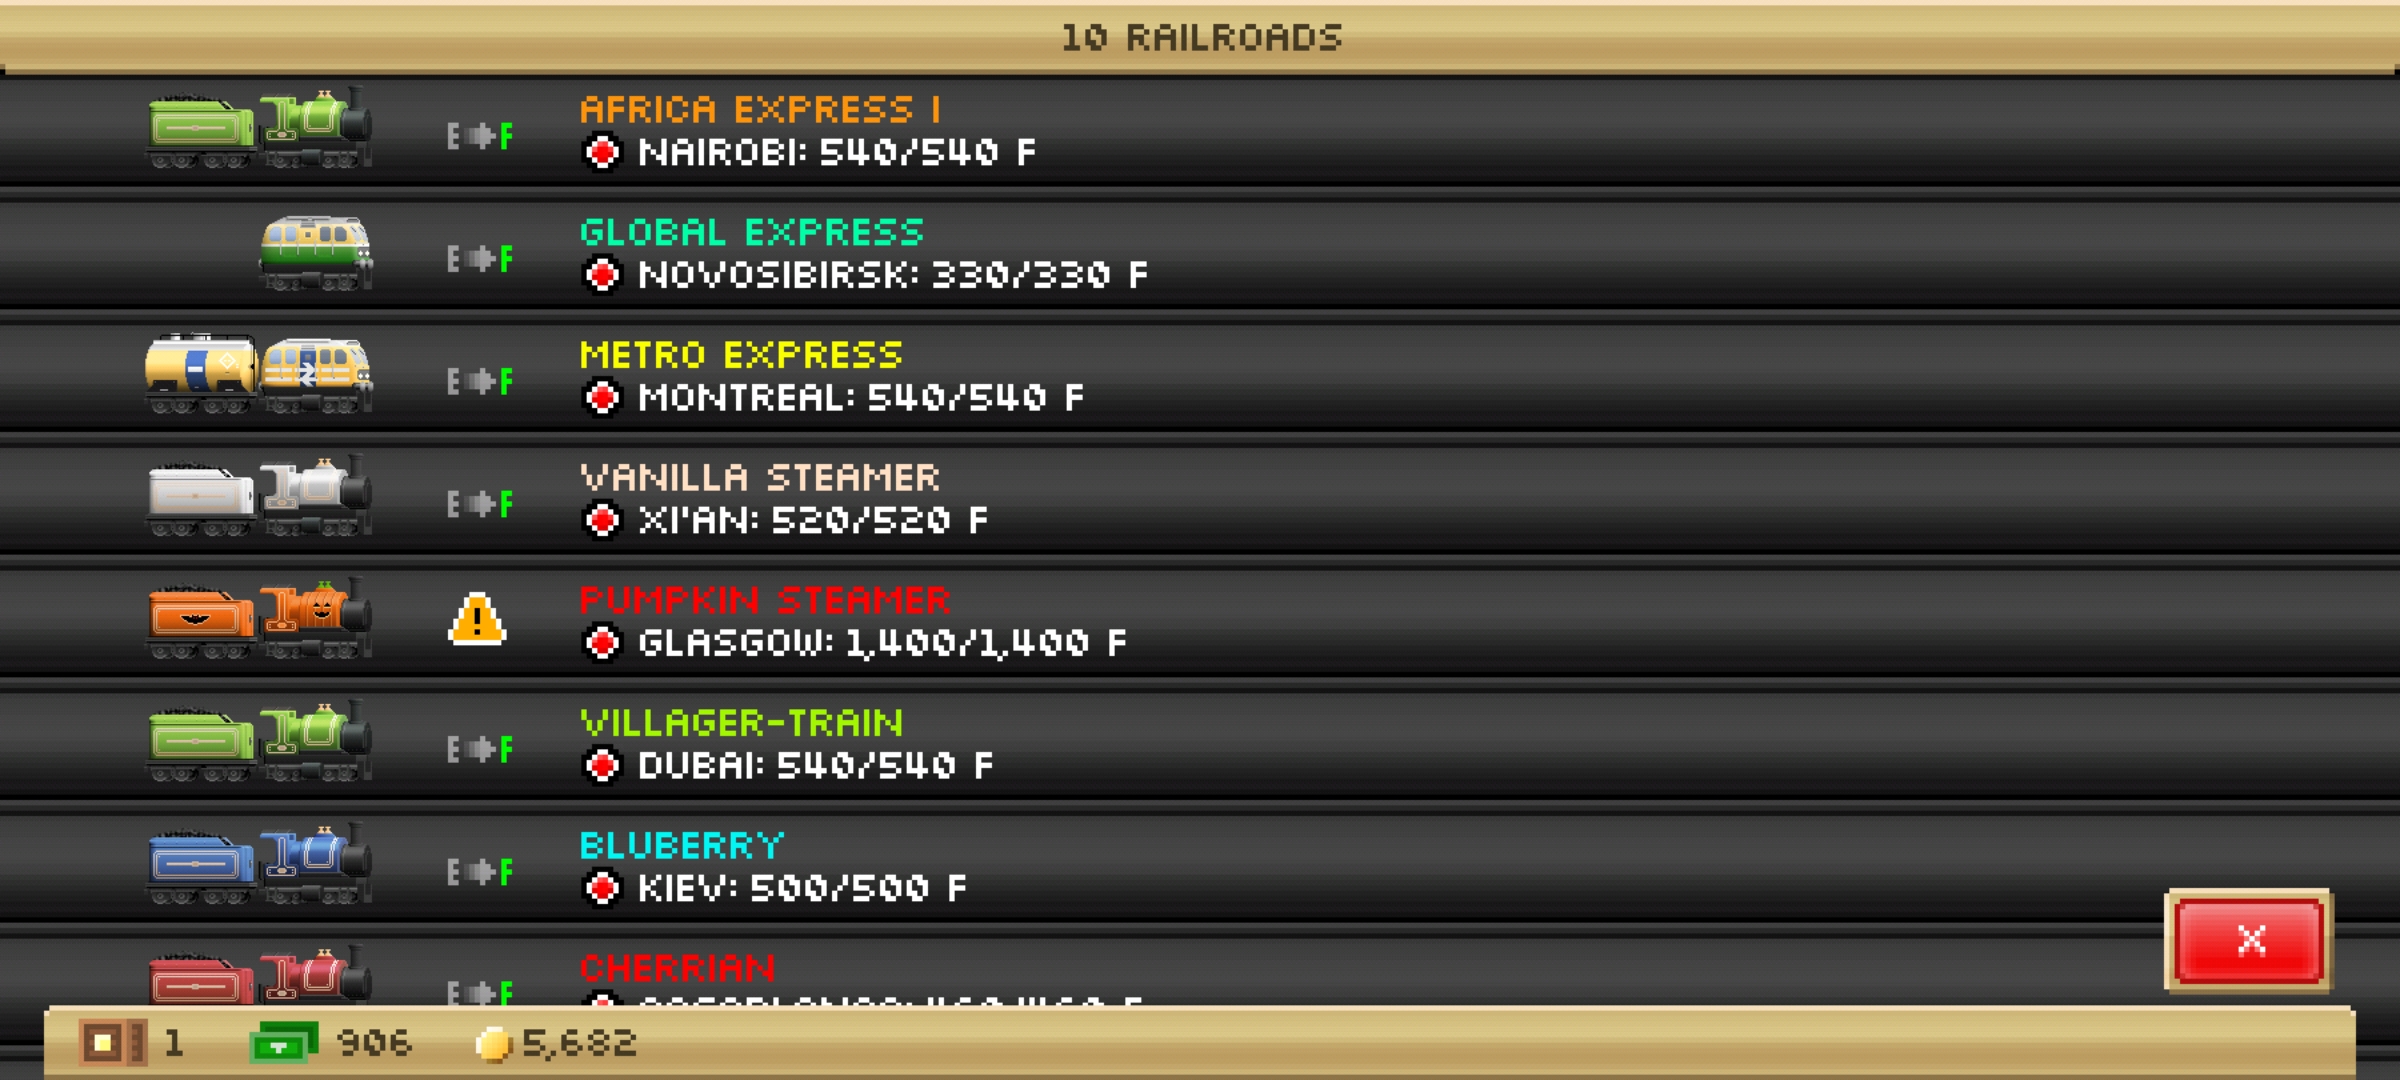 10 RAILROADS
AFRICA EXPRESS I
E F
NAIROBI: 540/540 F
GLOBAL EXPRESS
E F
NOVOSIBIRSK: 330/330 F
METRO EXPRESS
E F
MONTREAL: 540/540 F
VANILLA STEAMER
E F
XI'AN: 520/520 F
PUMPKIN STEAMER
!
GLASGOW: 1,400/1,400 F
VILLAGER-TRAIN
E F
DUBAI: 540/540 F
BLUBERRY
E F
KIEV: 500/500 F
CHERRIAN
E F
X
1 906 5,682